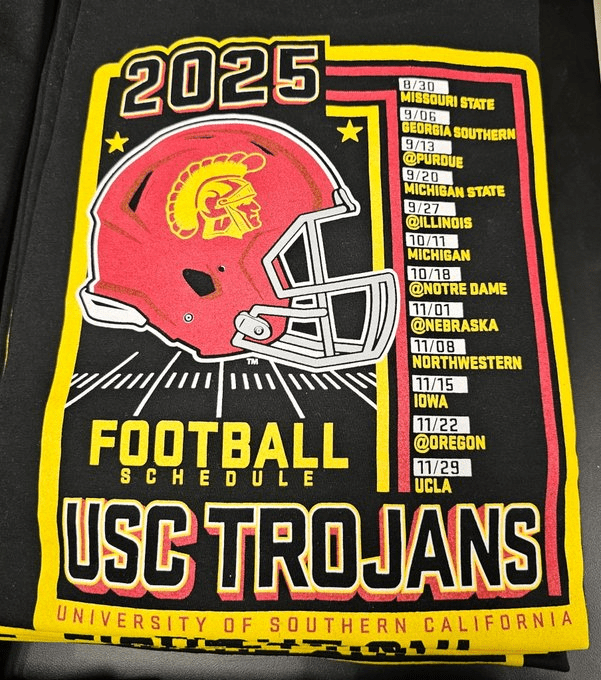 2025
8/30
MISSOURI STATE
9/06
GEORGIA SOUTHERN
9/13
@PURDUE
9/20
MICHIGAN STATE
9/27
@ILLINOIS
10/11
MICHIGAN
10/18
@NOTRE DAME
11/01
@NEBRASKA
11/08
NORTHWESTERN
11/15
IOWA
11/22
@OREGON
11/29
UCLA
TM
FOOTBALL
SCHEDULE
USC TROJANS
UNIVERSITY OF SOUTHERN CALIFORNIA